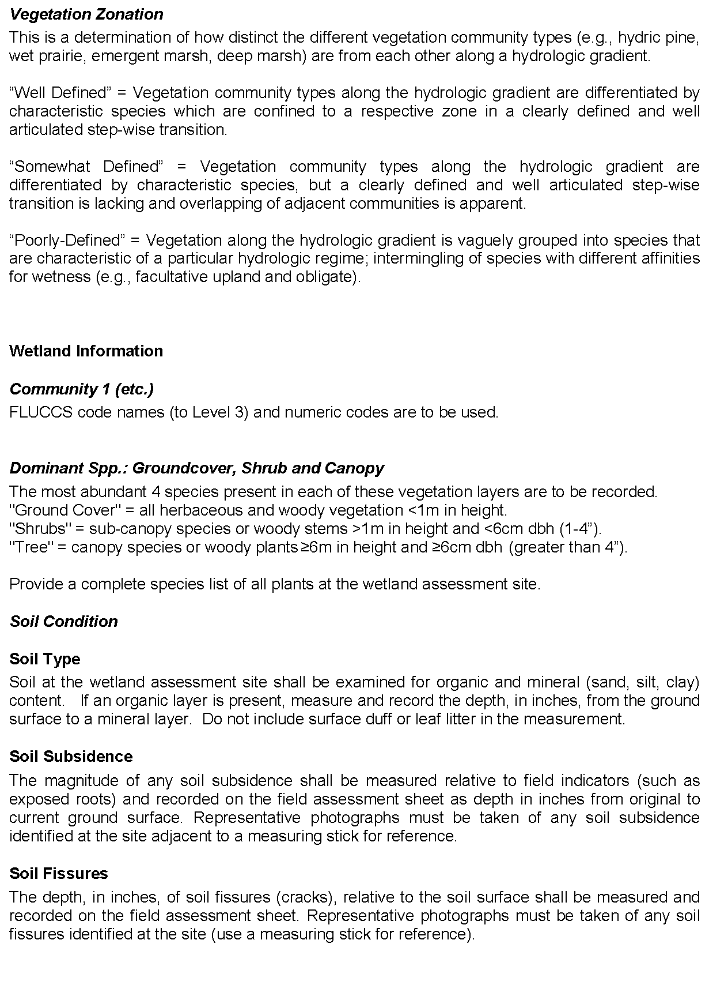 Vegetation Zonation
This is a determination of how distinct the different vegetation community types (e.g., hydric pine,
wet prairie, emergent marsh, deep marsh) are from each other along a hydrologic gradient.
“Well Defined” = Vegetation community types along the hydrologic gradient are differentiated by
characteristic species which are confined to a respective zone in a clearly defined and well
articulated step-wise transition.
“Somewhat Defined” = Vegetation community types along the hydrologic gradient are
differentiated by characteristic species, but a clearly defined and well articulated step-wise
transition is lacking and overlapping of adjacent communities is apparent.
“Poorly-Defined” = Vegetation along the hydrologic gradient is vaguely grouped into species that
are characteristic of a particular hydrologic regime; intermingling of species with different affinities
for wetness (e.g., facultative upland and obligate).
Wetland Information
Community 1 (etc.)
FLUCCS code names (to Level 3) and numeric codes are to be used.
Dominant Spp.: Groundcover, Shrub and Canopy
The most abundant 4 species present in each of these vegetation layers are to be recorded.
"Ground Cover" = all herbaceous and woody vegetation <1m in height.
"Shrubs" = sub-canopy species or woody stems >1m in height and <6cm dbh (1-4”).
"Tree" = canopy species or woody plants ≥6m in height and ≥6cm dbh (greater than 4”).
Provide a complete species list of all plants at the wetland assessment site.
Soil Condition
Soil Type
Soil at the wetland assessment site shall be examined for organic and mineral (sand, silt, clay)
content. If an organic layer is present, measure and record the depth, in inches, from the ground
surface to a mineral layer. Do not include surface duff or leaf litter in the measurement.
Soil Subsidence
The magnitude of any soil subsidence shall be measured relative to field indicators (such as
exposed roots) and recorded on the field assessment sheet as depth in inches from original to
current ground surface. Representative photographs must be taken of any soil subsidence
identified at the site adjacent to a measuring stick for reference.
Soil Fissures
The depth, in inches, of soil fissures (cracks), relative to the soil surface shall be measured and
recorded on the field assessment sheet. Representative photographs must be taken of any soil
fissures identified at the site (use a measuring stick for reference).